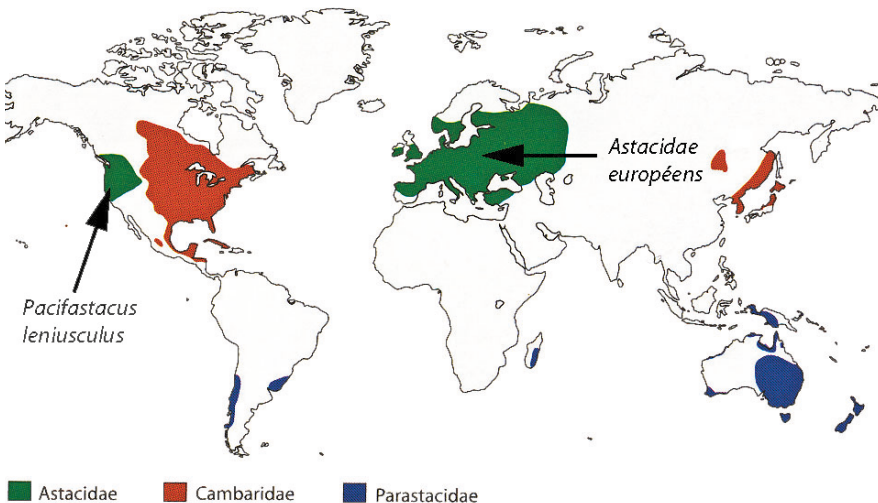 Astacidae
européens
Pacifastacus
leniusculus
Astacidae
Cambaridae
Parastacidae